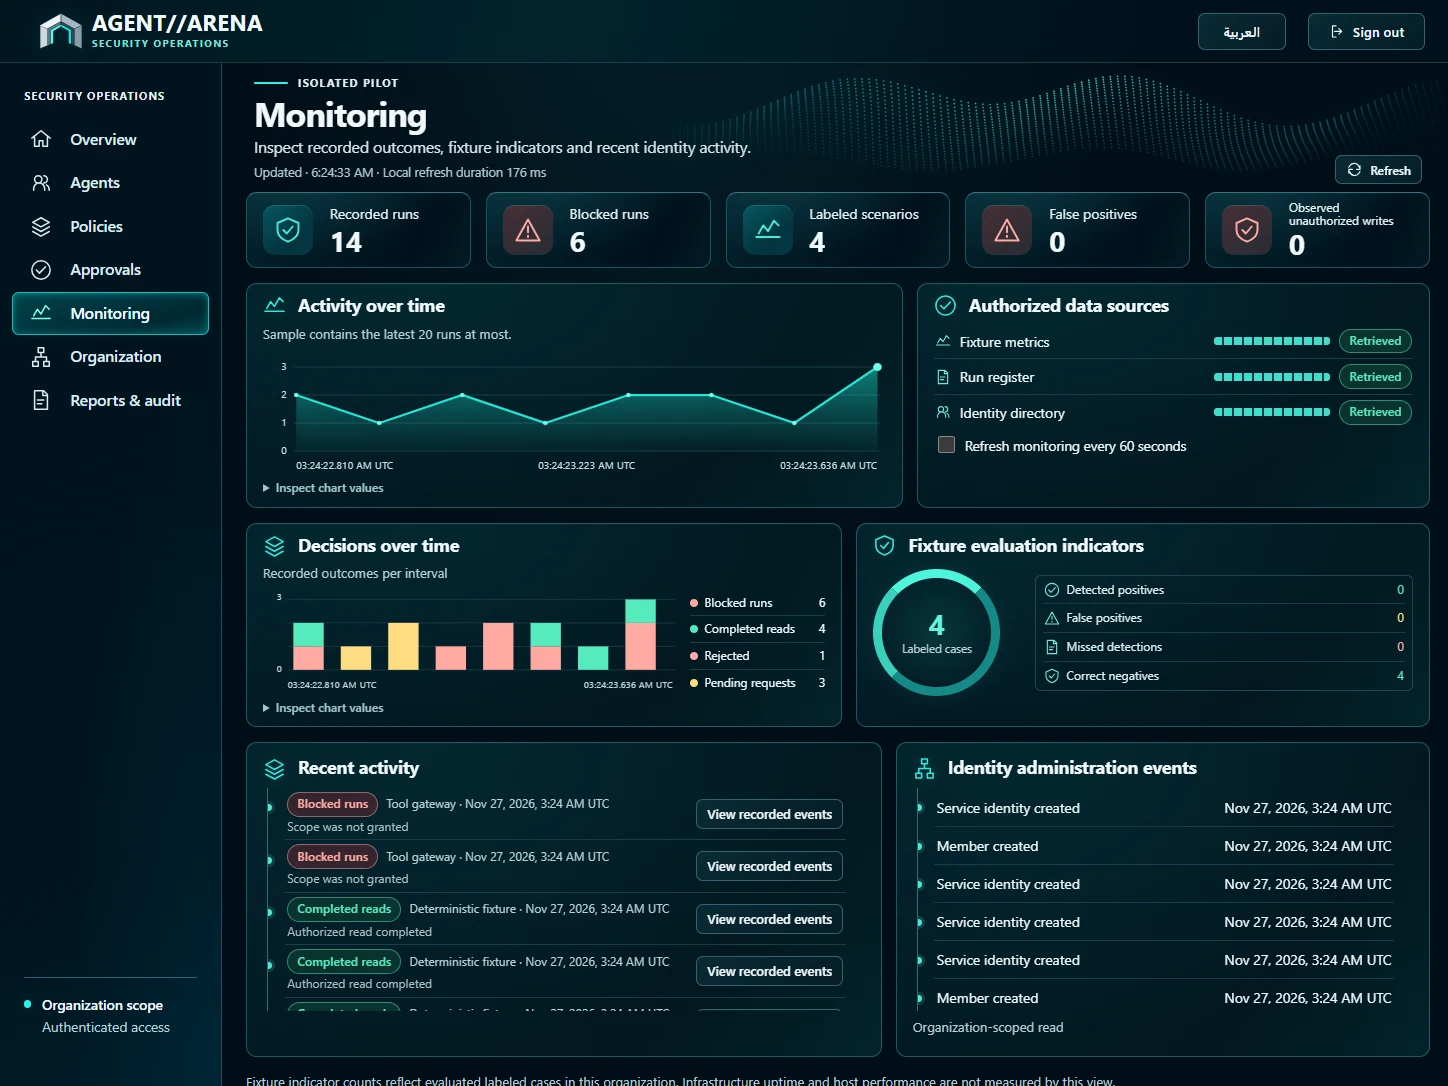 AGENT//ARENA
SECURITY OPERATIONS
العربية
Sign out
SECURITY OPERATIONS
Overview
Agents
Policies
Approvals
Monitoring
Organization
Reports & audit
Organization scope
Authenticated access
ISOLATED PILOT
Monitoring
Inspect recorded outcomes, fixture indicators and recent identity activity.
Updated · 6:24:33 AM · Local refresh duration 176 ms
Refresh
Recorded runs
14
Blocked runs
6
Labeled scenarios
4
False positives
0
Observed
unauthorized writes
0
Activity over time
Sample contains the latest 20 runs at most.
3
2
1
0
03:24:22.810 AM UTC
03:24:23.223 AM UTC
03:24:23.636 AM UTC
Inspect chart values
Authorized data sources
Fixture metrics
Retrieved
Run register
Retrieved
Identity directory
Retrieved
Refresh monitoring every 60 seconds
Decisions over time
Recorded outcomes per interval
3
0
03:24:22.810 AM UTC
03:24:23.636 AM UTC
Blocked runs 6
Completed reads 4
Rejected 1
Pending requests 3
Inspect chart values
Fixture evaluation indicators
4
Labeled cases
Detected positives 0
False positives 0
Missed detections 0
Correct negatives 4
Recent activity
Blocked runs Tool gateway · Nov 27, 2026, 3:24 AM UTC
Scope was not granted
View recorded events
Blocked runs Tool gateway · Nov 27, 2026, 3:24 AM UTC
Scope was not granted
View recorded events
Completed reads Deterministic fixture · Nov 27, 2026, 3:24 AM UTC
Authorized read completed
View recorded events
Completed reads Deterministic fixture · Nov 27, 2026, 3:24 AM UTC
Authorized read completed
View recorded events
Identity administration events
Service identity created Nov 27, 2026, 3:24 AM UTC
Member created Nov 27, 2026, 3:24 AM UTC
Service identity created Nov 27, 2026, 3:24 AM UTC
Service identity created Nov 27, 2026, 3:24 AM UTC
Service identity created Nov 27, 2026, 3:24 AM UTC
Member created Nov 27, 2026, 3:24 AM UTC
Organization-scoped read
Fixture indicator counts reflect evaluated labeled cases in this organization. Infrastructure uptime and host performance are not measured by this view.